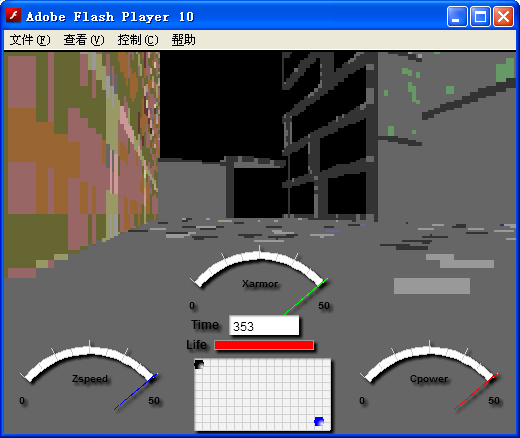 Adobe Flash Player 10
文件(F) 查看(V) 控制(C) 帮助
Xarmor
0 50
Time 353
Life
Zspeed
0 50
Cpower
0 50